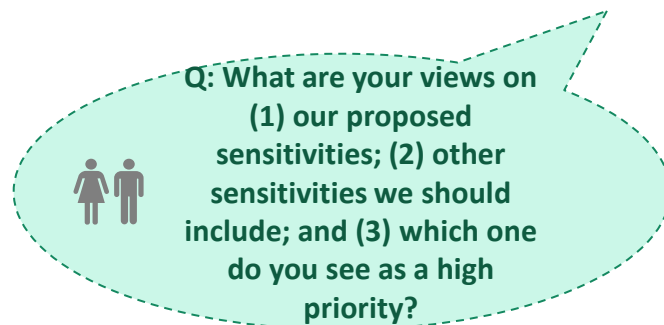 Q: What are your views on
(1) our proposed
sensitivities; (2) other
sensitivities we should
include; and (3) which one
do you see as a high
priority?